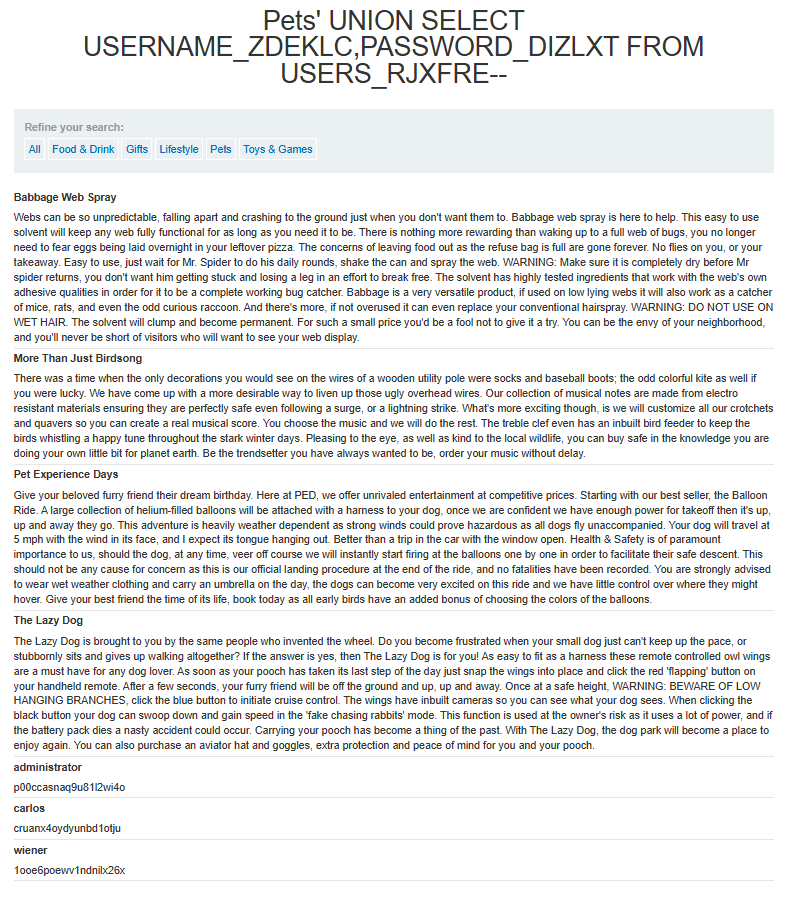 Pets' UNION SELECT
USERNAME_ZDEKLC,PASSWORD_DIZLXT FROM
USERS_RJXFRE--
Refine your search:
All Food & Drink Gifts Lifestyle Pets Toys & Games
Babbage Web Spray
Webs can be so unpredictable, falling apart and crashing to the ground just when you don't want them to. Babbage web spray is here to help. This easy to use
solvent will keep any web fully functional for as long as you need it to be. There is nothing more rewarding than waking up to a full web of bugs, you no longer
need to fear eggs being laid overnight in your leftover pizza. The concerns of leaving food out as the refuse bag is full are gone forever. No flies on you, or your
takeaway. Easy to use, just wait for Mr. Spider to do his daily rounds, shake the can and spray the web. WARNING: Make sure it is completely dry before Mr
spider returns, you don't want him getting stuck and losing a leg in an effort to break free. The solvent has highly tested ingredients that work with the web's own
adhesive qualities in order for it to be a complete working bug catcher. Babbage is a very versatile product, if used on low lying webs it will also work as a catcher
of mice, rats, and even the odd curious raccoon. And there's more, if not overused it can even replace your conventional hairspray. WARNING: DO NOT USE ON
WET HAIR. The solvent will clump and become permanent. For such a small price you'd be a fool not to give it a try. You can be the envy of your neighborhood,
and you'll never be short of visitors who will want to see your web display.
More Than Just Birdsong
There was a time when the only decorations you would see on the wires of a wooden utility pole were socks and baseball boots; the odd colorful kite as well if
you were lucky. We have come up with a more desirable way to liven up those ugly overhead wires. Our collection of musical notes are made from electro
resistant materials ensuring they are perfectly safe even following a surge, or a lightning strike. What's more exciting though, is we will customize all our crotchets
and quavers so you can create a real musical score. You choose the music and we will do the rest. The treble clef even has an inbuilt bird feeder to keep the
birds whistling a happy tune throughout the stark winter days. Pleasing to the eye, as well as kind to the local wildlife, you can buy safe in the knowledge you are
doing your own little bit for planet earth. Be the trendsetter you have always wanted to be, order your music without delay.
Pet Experience Days
Give your beloved furry friend their dream birthday. Here at PED, we offer unrivaled entertainment at competitive prices. Starting with our best seller, the Balloon
Ride. A large collection of helium-filled balloons will be attached with a harness to your dog, once we are confident we have enough power for takeoff then it's up,
up and away they go. This adventure is heavily weather dependent as strong winds could prove hazardous as all dogs fly unaccompanied. Your dog will travel at
5 mph with the wind in its face, and I expect its tongue hanging out. Better than a trip in the car with the window open. Health & Safety is of paramount
importance to us, should the dog, at any time, veer off course we will instantly start firing at the balloons one by one in order to facilitate their safe descent. This
should not be any cause for concern as this is our official landing procedure at the end of the ride, and no fatalities have been recorded. You are strongly advised
to wear wet weather clothing and carry an umbrella on the day, the dogs can become very excited on this ride and we have little control over where they might
hover. Give your best friend the time of its life, book today as all early birds have an added bonus of choosing the colors of the balloons.
The Lazy Dog
The Lazy Dog is brought to you by the same people who invented the wheel. Do you become frustrated when your small dog just can't keep up the pace, or
stubbornly sits and gives up walking altogether? If the answer is yes, then The Lazy Dog is for you! As easy to fit as a harness these remote controlled owl wings
are a must have for any dog lover. As soon as your pooch has taken its last step of the day just snap the wings into place and click the red 'flapping' button on
your handheld remote. After a few seconds, your furry friend will be off the ground and up, up and away. Once at a safe height, WARNING: BEWARE OF LOW
HANGING BRANCHES, click the blue button to initiate cruise control. The wings have inbuilt cameras so you can see what your dog sees. When clicking the
black button your dog can swoop down and gain speed in the 'fake chasing rabbits' mode. This function is used at the owner's risk as it uses a lot of power, and if
the battery pack dies a nasty accident could occur. Carrying your pooch has become a thing of the past. With The Lazy Dog, the dog park will become a place to
enjoy again. You can also purchase an aviator hat and goggles, extra protection and peace of mind for you and your pooch.
administrator
p00ccasnaq9u81l2wi4o
carlos
cruanx4oydyunbd1otju
wiener
1ooe6poewv1ndnilx26x